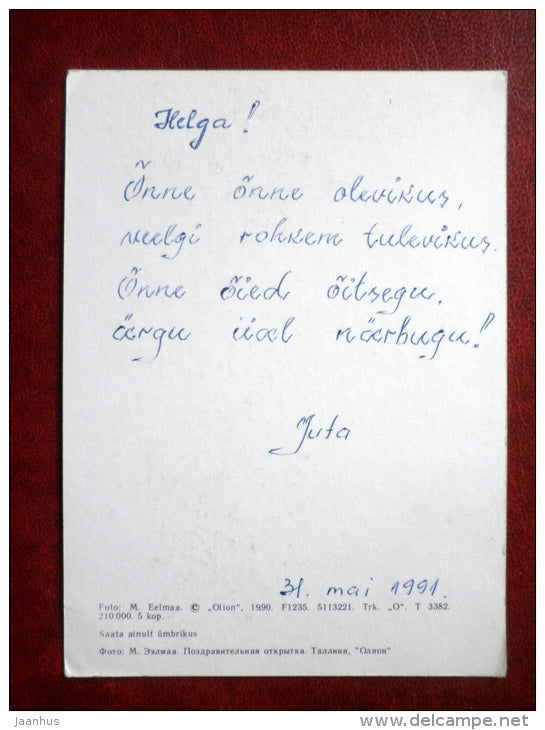 Helga!
Õnne õnne olevikus,
veelgi rohkem tulevikus.
Õnne õied õitsegu,
ärgu iial närbugu!
Juta
31. mai 1991.
Foto: M. Eelmaa. © „Olion", 1990. F1235. 5113221. Trk. „O". T 3382.
210 000. 5 kop.
Saata ainult ümbrikus
Фото: М. Ээлмаа. Поздравительная открытка. Таллинн, "Олион"
jaanhus
www.delcampe.net